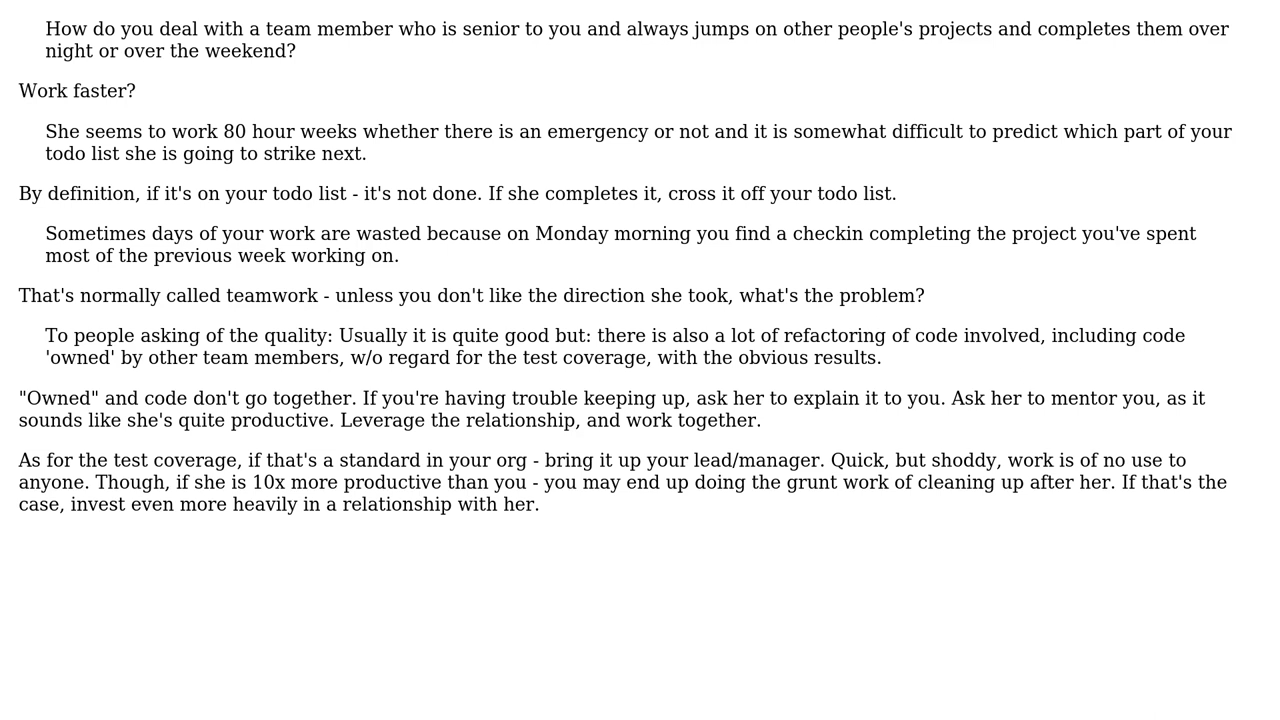 How do you deal with a team member who is senior to you and always jumps on other people's projects and completes them over
night or over the weekend?
Work faster?
She seems to work 80 hour weeks whether there is an emergency or not and it is somewhat difficult to predict which part of your
todo list she is going to strike next.
By definition, if it's on your todo list - it's not done. If she completes it, cross it off your todo list.
Sometimes days of your work are wasted because on Monday morning you find a checkin completing the project you've spent
most of the previous week working on.
That's normally called teamwork - unless you don't like the direction she took, what's the problem?
To people asking of the quality: Usually it is quite good but: there is also a lot of refactoring of code involved, including code
'owned' by other team members, w/o regard for the test coverage, with the obvious results.
"Owned" and code don't go together. If you're having trouble keeping up, ask her to explain it to you. Ask her to mentor you, as it
sounds like she's quite productive. Leverage the relationship, and work together.
As for the test coverage, if that's a standard in your org - bring it up your lead/manager. Quick, but shoddy, work is of no use to
anyone. Though, if she is 10x more productive than you - you may end up doing the grunt work of cleaning up after her. If that's the
case, invest even more heavily in a relationship with her.